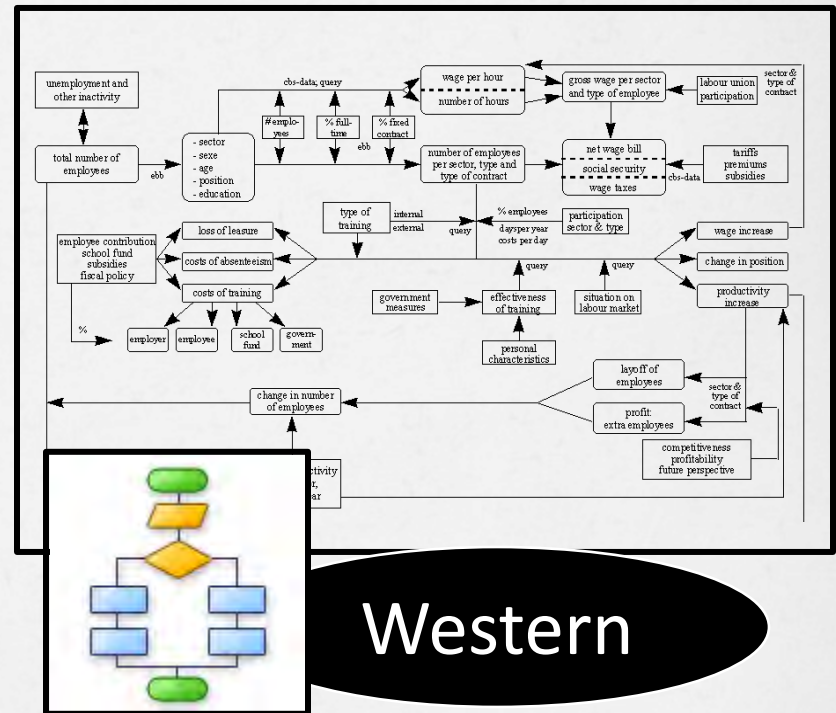 unemployment and
other inactivity
total number of
employees
ebb
- sector
- sexe
- age
- position
- education
cbs-data; query
# emplo-
yees
% full-
time
% fixed
contract
ebb
wage per hour
number of hours
gross wage per sector
and type of employee
labour union
participation
sector &
type of
contract
number of employees
per sector, type and
type of contract
net wage bill
social security
wage taxes
cbs-data
tariffs
premiums
subsidies
type of
training
internal
external
query
% employees
days per year
costs per day
participation
sector & type
employee contribution
school fund
subsidies
fiscal policy
%
loss of leasure
costs of absenteeism
costs of training
employer
employee
school
fund
govern-
ment
wage increase
change in position
productivity
increase
query
query
government
measures
effectiveness
of training
situation on
labour market
personal
characteristics
layoff of
employees
sector &
type of
contract
profit:
extra employees
change in number
of employees
competitiveness
profitability
future perspective
Western